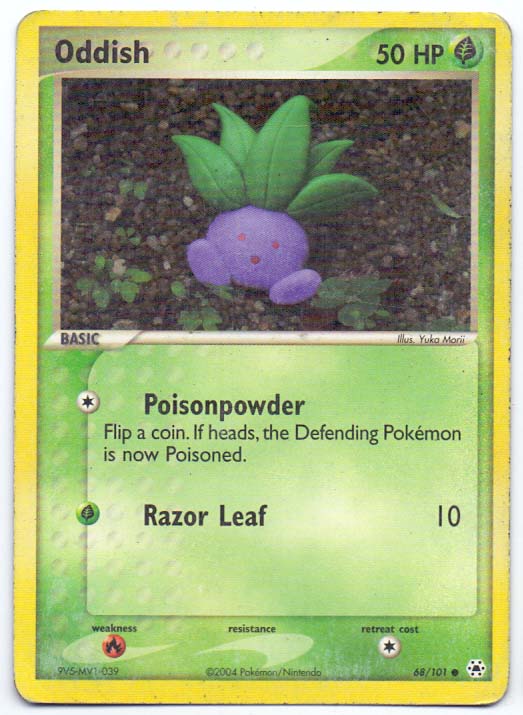 Oddish
50 HP
BASIC
Illus. Yuka Morii
Poisonpowder
Flip a coin. If heads, the Defending Pokémon
is now Poisoned.
Razor Leaf 10
weakness resistance retreat cost
9V5-MV1-039
©2004 Pokémon/Nintendo
68/101